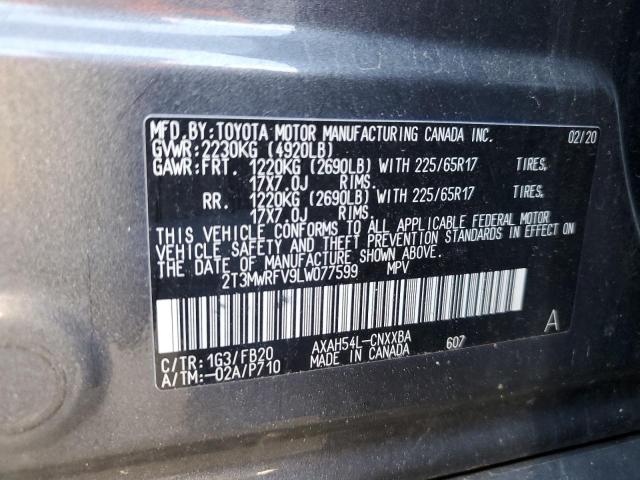 MFD.BY:TOYOTA MOTOR MANUFACTURING CANADA INC. 02/20
GVWR:2230KG (4920LB)
GAWR:FRT. 1220KG (2690LB) WITH 225/65R17 TIRES,
17X7.0J RIMS.
RR. 1220KG (2690LB) WITH 225/65R17 TIRES,
17X7.0J RIMS.
THIS VEHICLE CONFORMS TO ALL APPLICABLE FEDERAL MOTOR
VEHICLE SAFETY AND THEFT PREVENTION STANDARDS IN EFFECT ON
THE DATE OF MANUFACTURE SHOWN ABOVE.
2T3MWRFV9LW077599 MPV
A
C/TR: 1G3/FB20 AXAH54L-CNXXBA 607
A/TM:-02A/P710 MADE IN CANADA